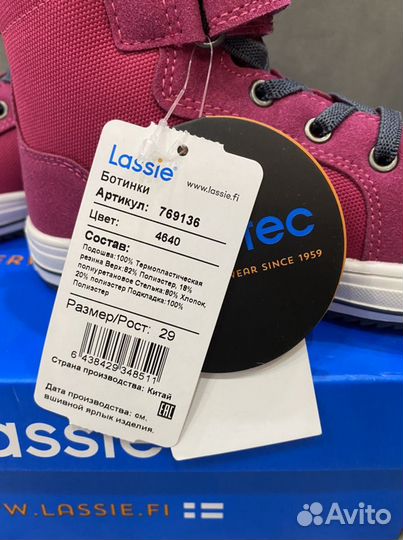 Lassie®
www.lassie.fi
Ботинки
Артикул: 769136
Цвет: 4640
Состав:
Подошва:100% Термопластическая
резина Верх:82% Полиэстер, 18%
полиуретановое Стелька:80% Хлопок,
20% полиэстер Подкладка:100%
Полиэстер
Размер/Рост: 29
6 438429 348511
Страна производства: Китай
Дата производства: см.
вшивной ярлык изделия.
EAC
tec
WEAR SINCE 1959
assie
W.LASSIE.FI
Avito